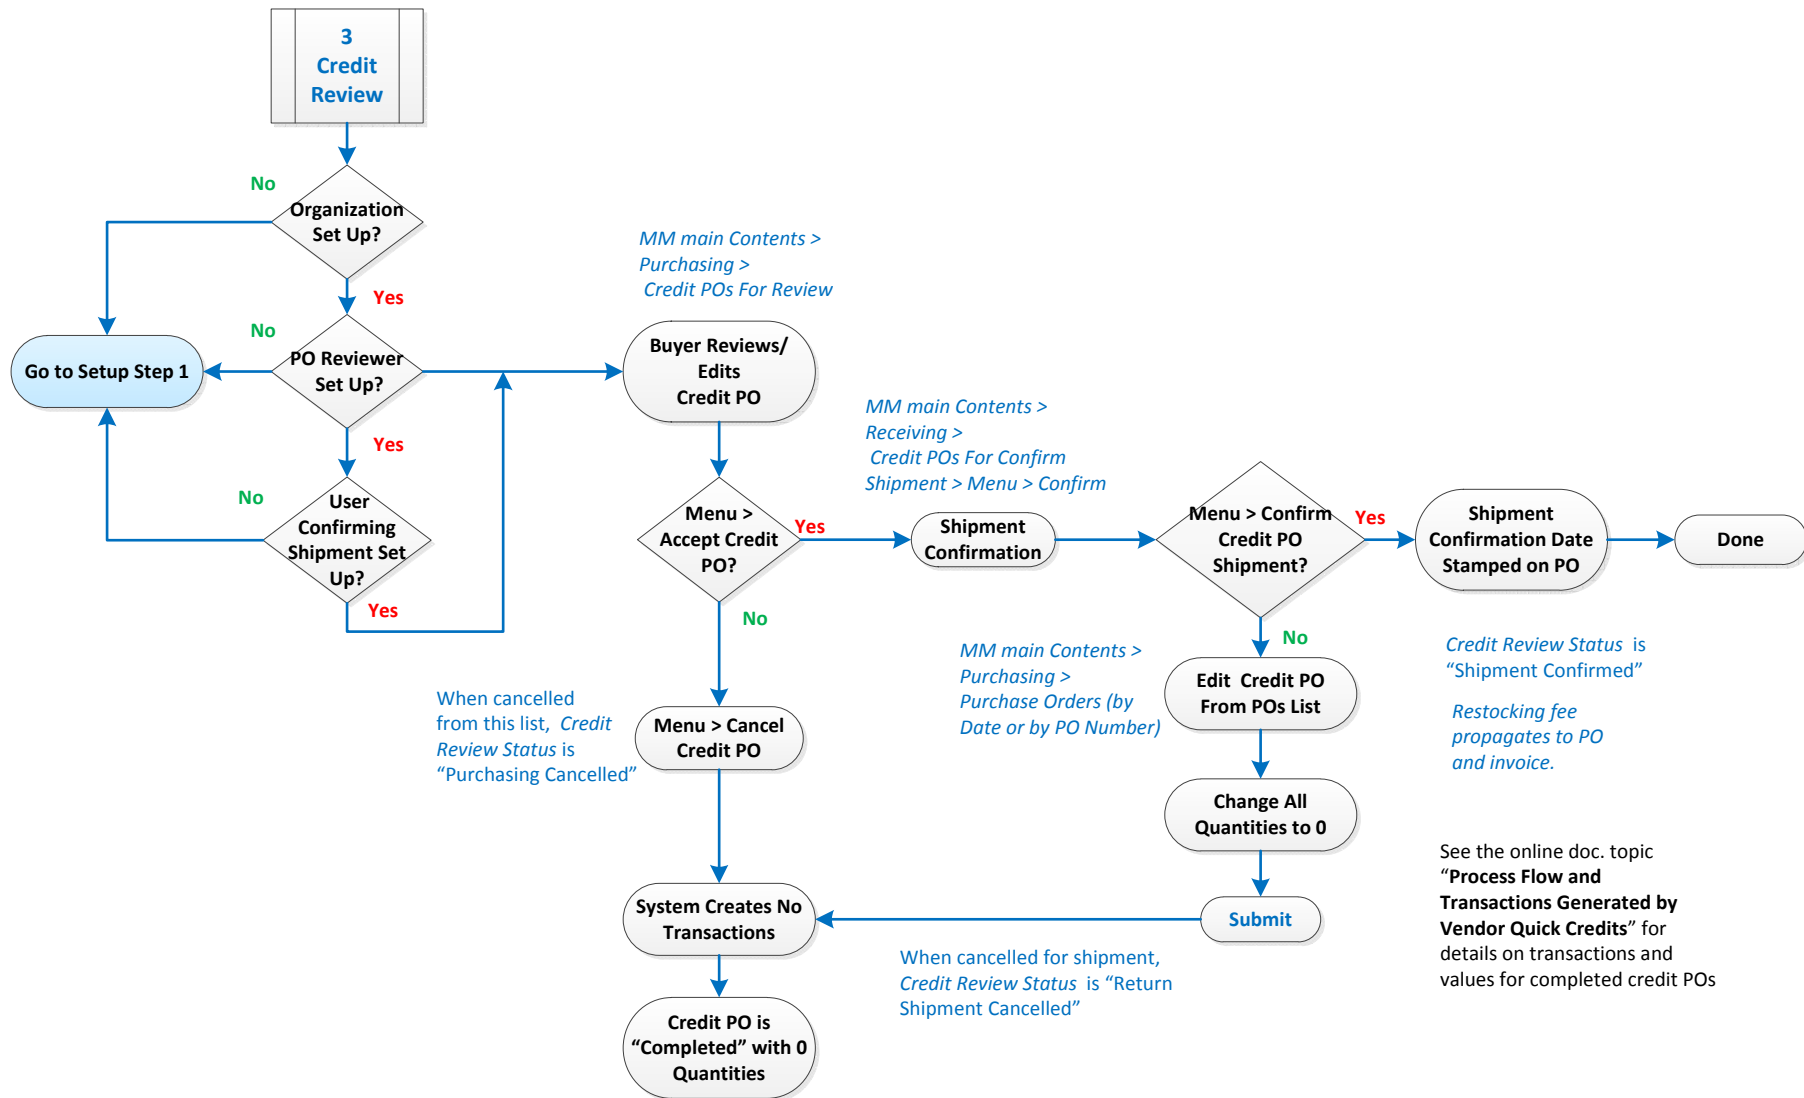 3
Credit
Review
No
Organization
Set Up?
Yes
No
Go to Setup Step 1
PO Reviewer
Set Up?
Yes
No
User
Confirming
Shipment Set
Up?
Yes
MM main Contents >
Purchasing >
Credit POs For Review
Buyer Reviews/
Edits
Credit PO
Menu >
Accept Credit
PO?
Yes
No
When cancelled
from this list, Credit
Review Status is
“Purchasing Cancelled”
Menu > Cancel
Credit PO
System Creates No
Transactions
Credit PO is
“Completed” with 0
Quantities
MM main Contents >
Receiving >
Credit POs For Confirm
Shipment > Menu > Confirm
Shipment
Confirmation
Menu > Confirm
Credit PO
Shipment?
Yes
No
Shipment
Confirmation Date
Stamped on PO
Done
MM main Contents >
Purchasing >
Purchase Orders (by
Date or by PO Number)
Edit Credit PO
From POs List
Change All
Quantities to 0
Submit
When cancelled for shipment,
Credit Review Status is “Return
Shipment Cancelled”
Credit Review Status is
“Shipment Confirmed”
Restocking fee
propagates to PO
and invoice.
See the online doc. topic
“Process Flow and
Transactions Generated by
Vendor Quick Credits” for
details on transactions and
values for completed credit POs